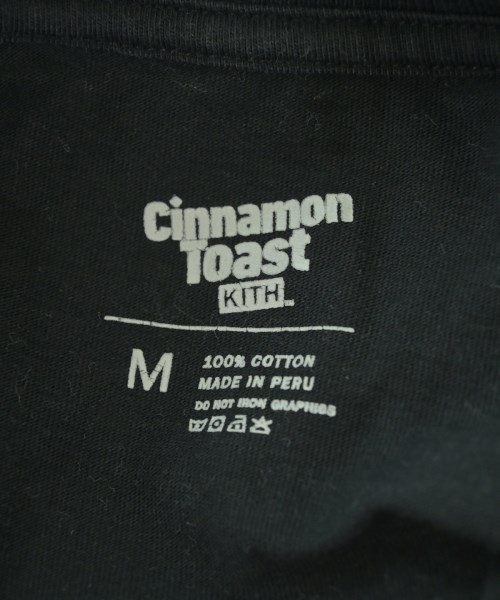 Cinnamon
Toast
KITH
M
100% COTTON
MADE IN PERU
DO NOT IRON GRAPHICS